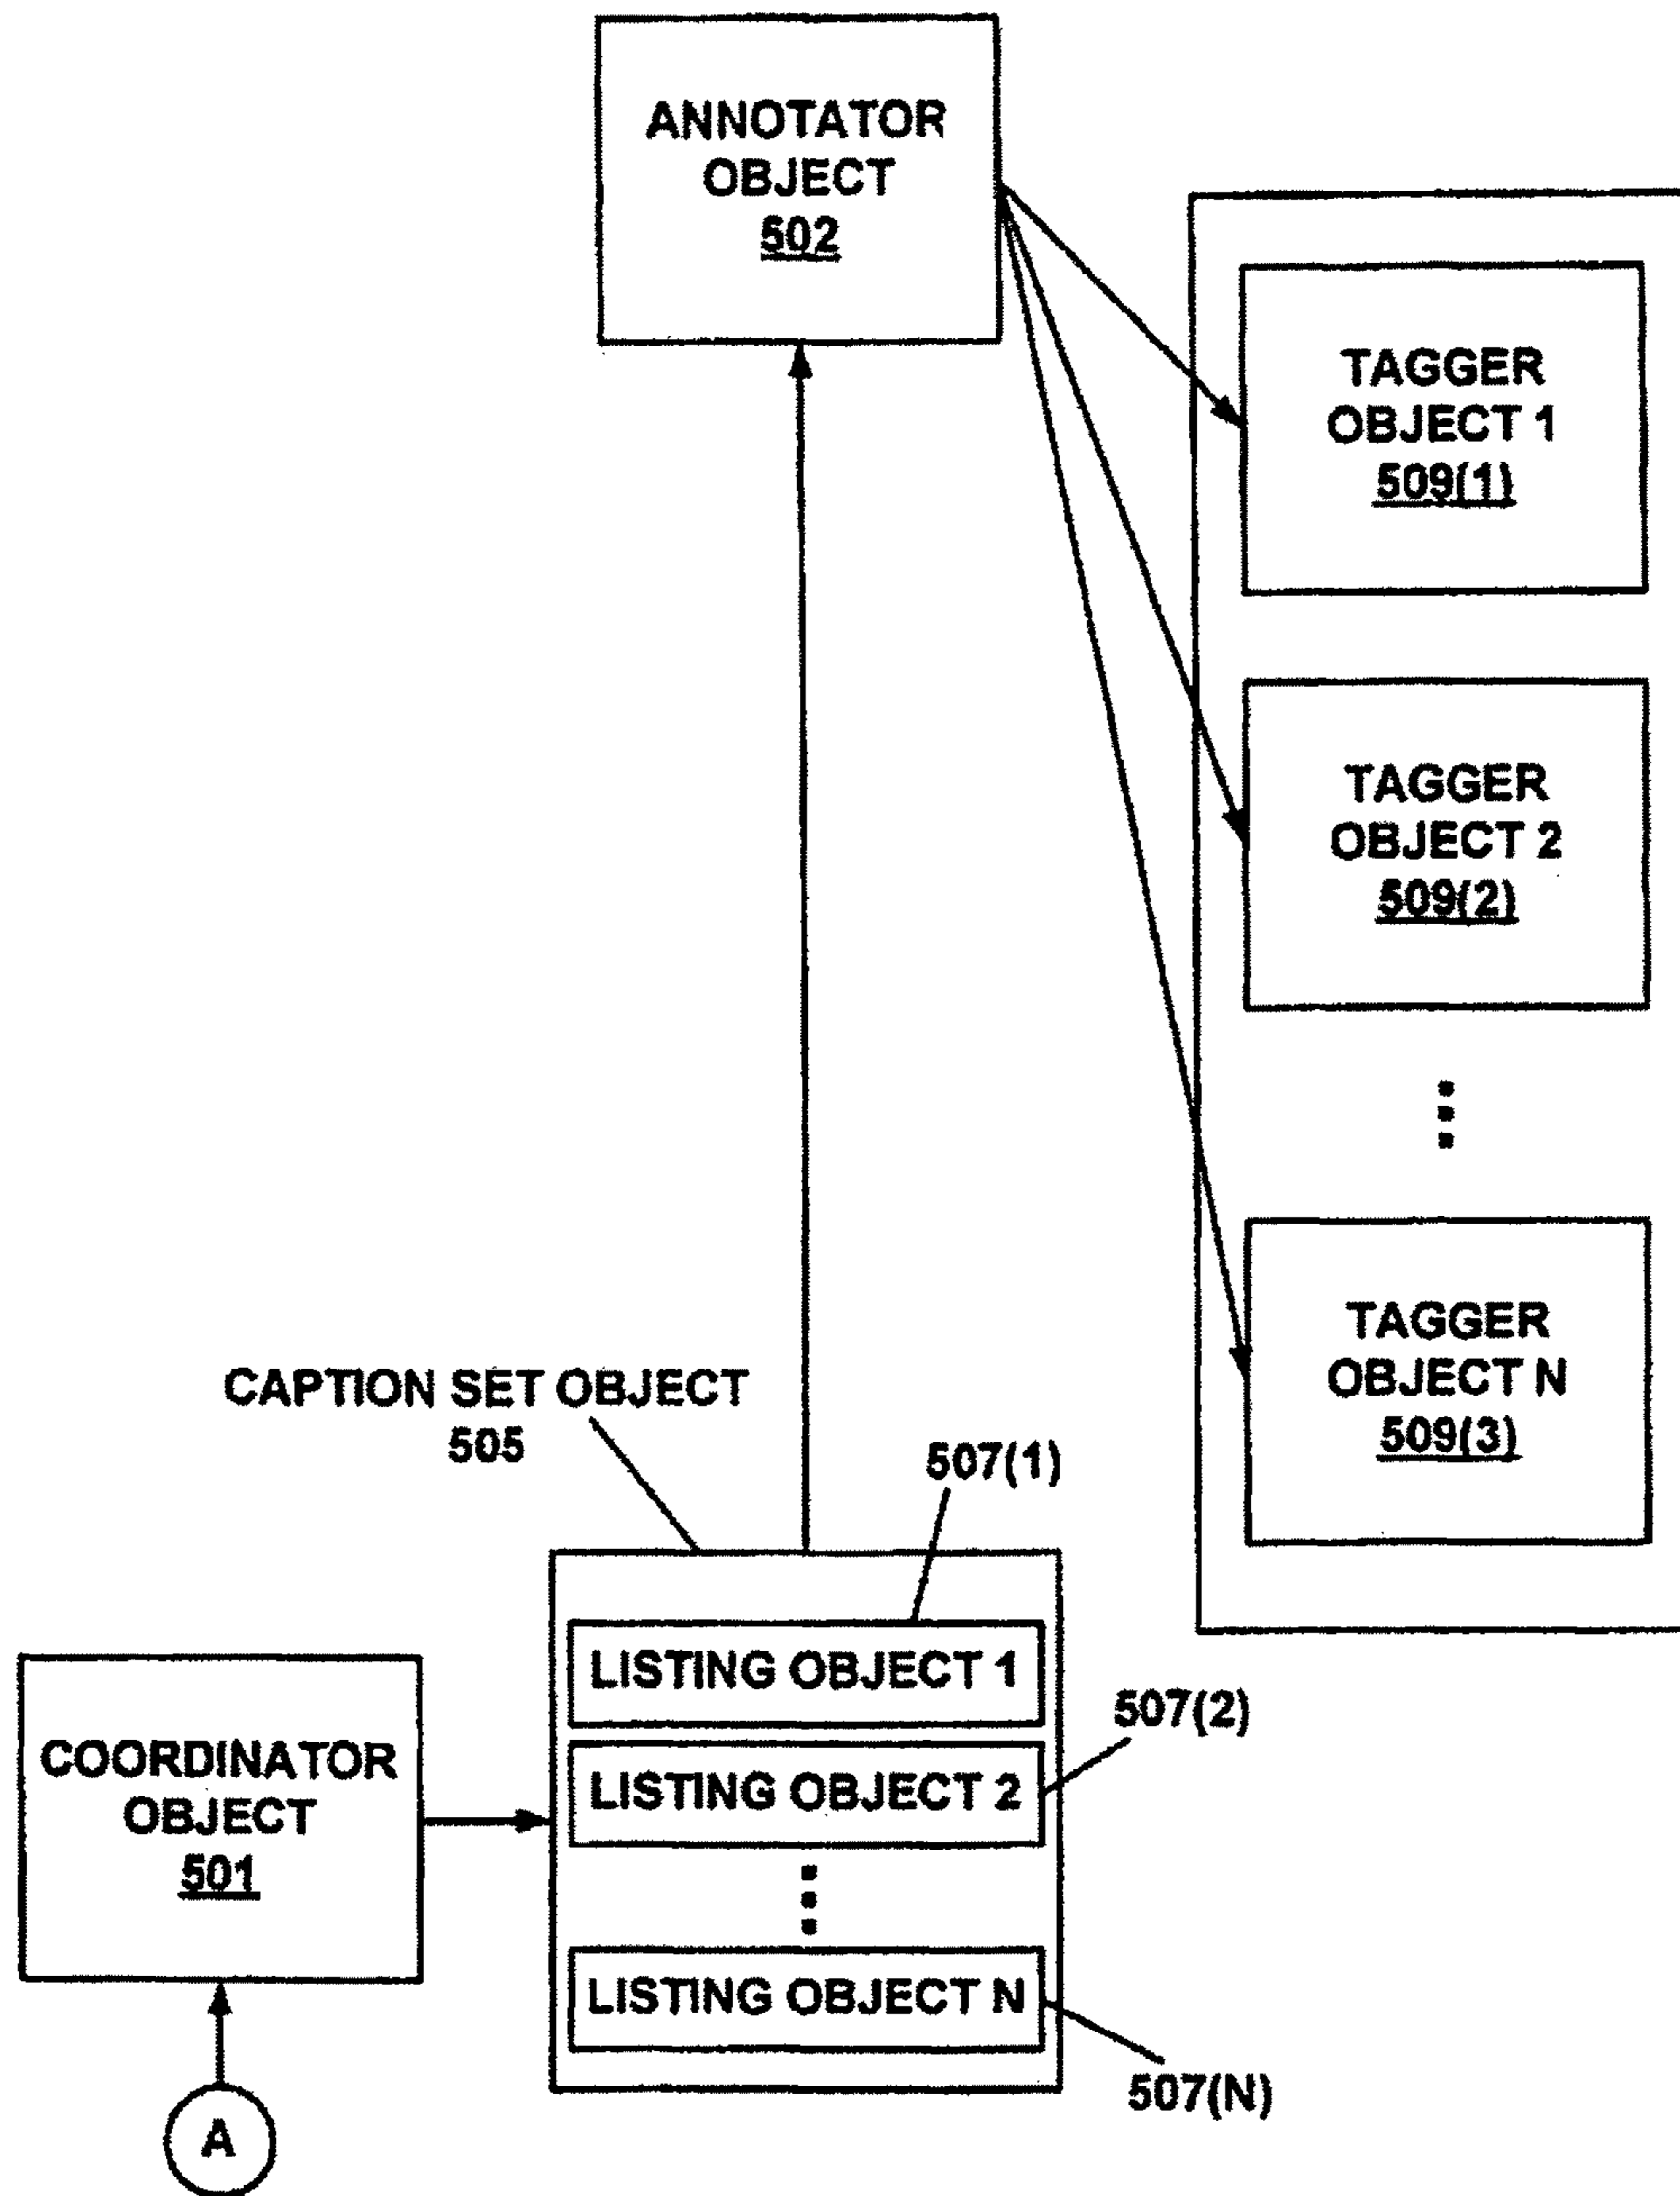 ANNOTATOR
OBJECT
502
TAGGER
OBJECT 1
509(1)
TAGGER
OBJECT 2
509(2)
TAGGER
OBJECT N
509(3)
CAPTION SET OBJECT
505
507(1)
LISTING OBJECT 1
507(2)
LISTING OBJECT 2
LISTING OBJECT N
507(N)
COORDINATOR
OBJECT
501
A